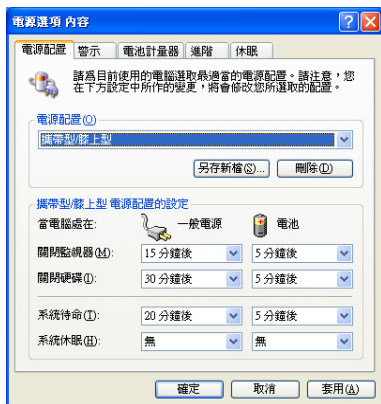 電源選項 內容
電源配置 警示 電池計量器 進階 休眠
請為目前使用的電腦選取最適當的電源配置。請注意，您
在下方設定中所作的變更，將會修改您所選取的配置。
電源配置(O)
攜帶型/膝上型
另存新檔(S)... 刪除(D)
攜帶型/膝上型 電源配置的設定
當電腦處在: 一般電源 電池
關閉監視器(M): 15 分鐘後 5 分鐘後
關閉硬碟(I): 30 分鐘後 5 分鐘後
系統待命(T): 20 分鐘後 5 分鐘後
系統休眠(H): 無 無
確定 取消 套用(A)